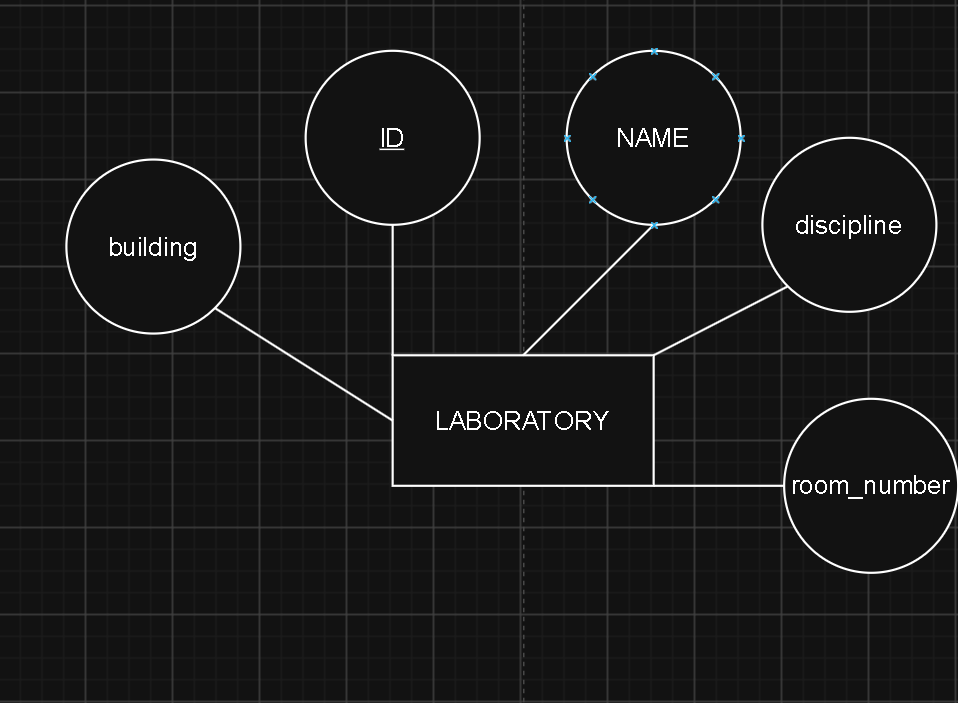 ID
NAME
discipline
building
LABORATORY
room_number